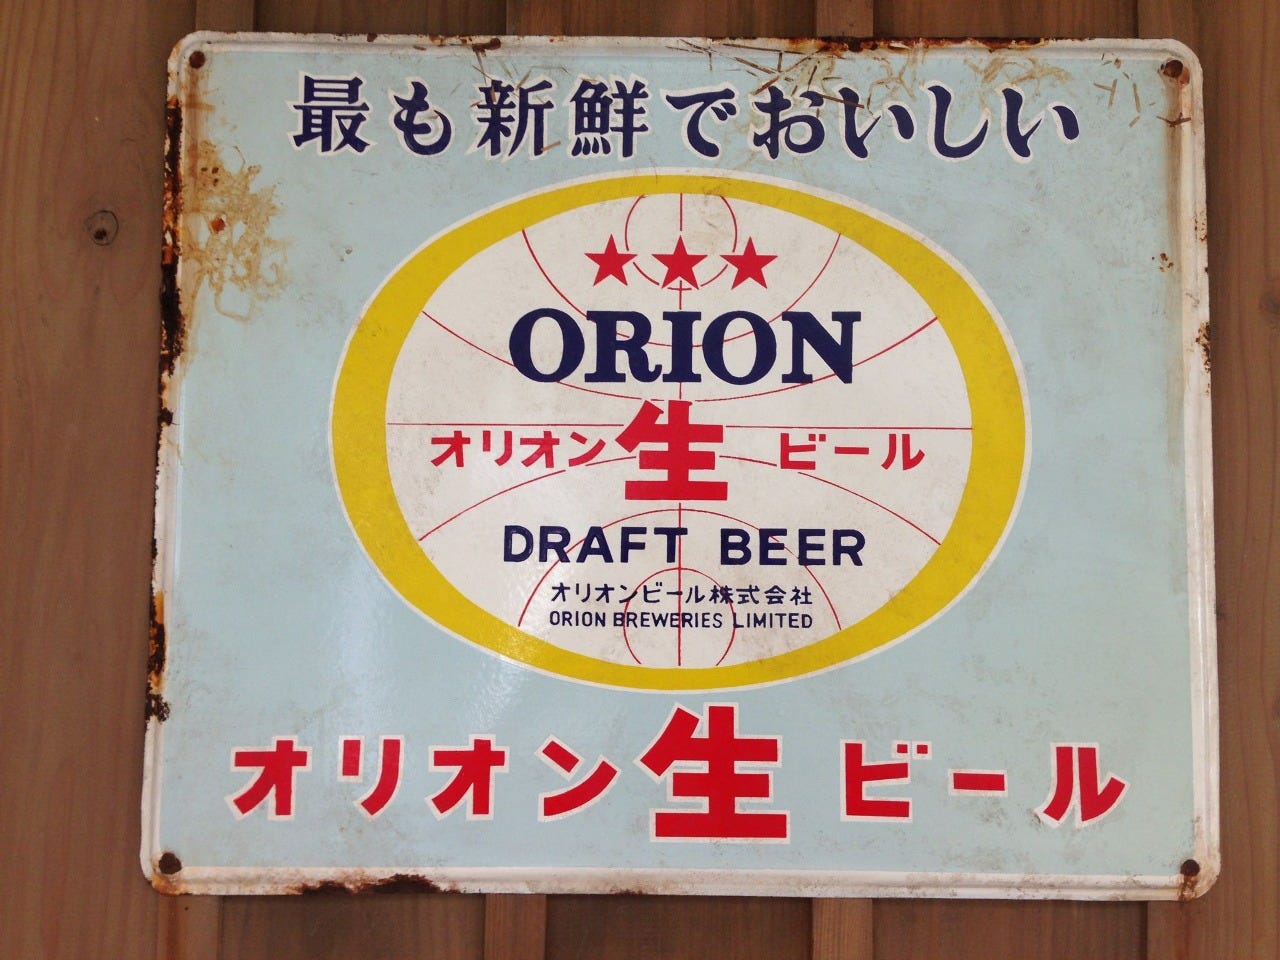 最も新鮮でおいしい
ORION
オリオン生ビール
DRAFT BEER
オリオンビール株式会社
ORION BREWERIES LIMITED
オリオン生ビール